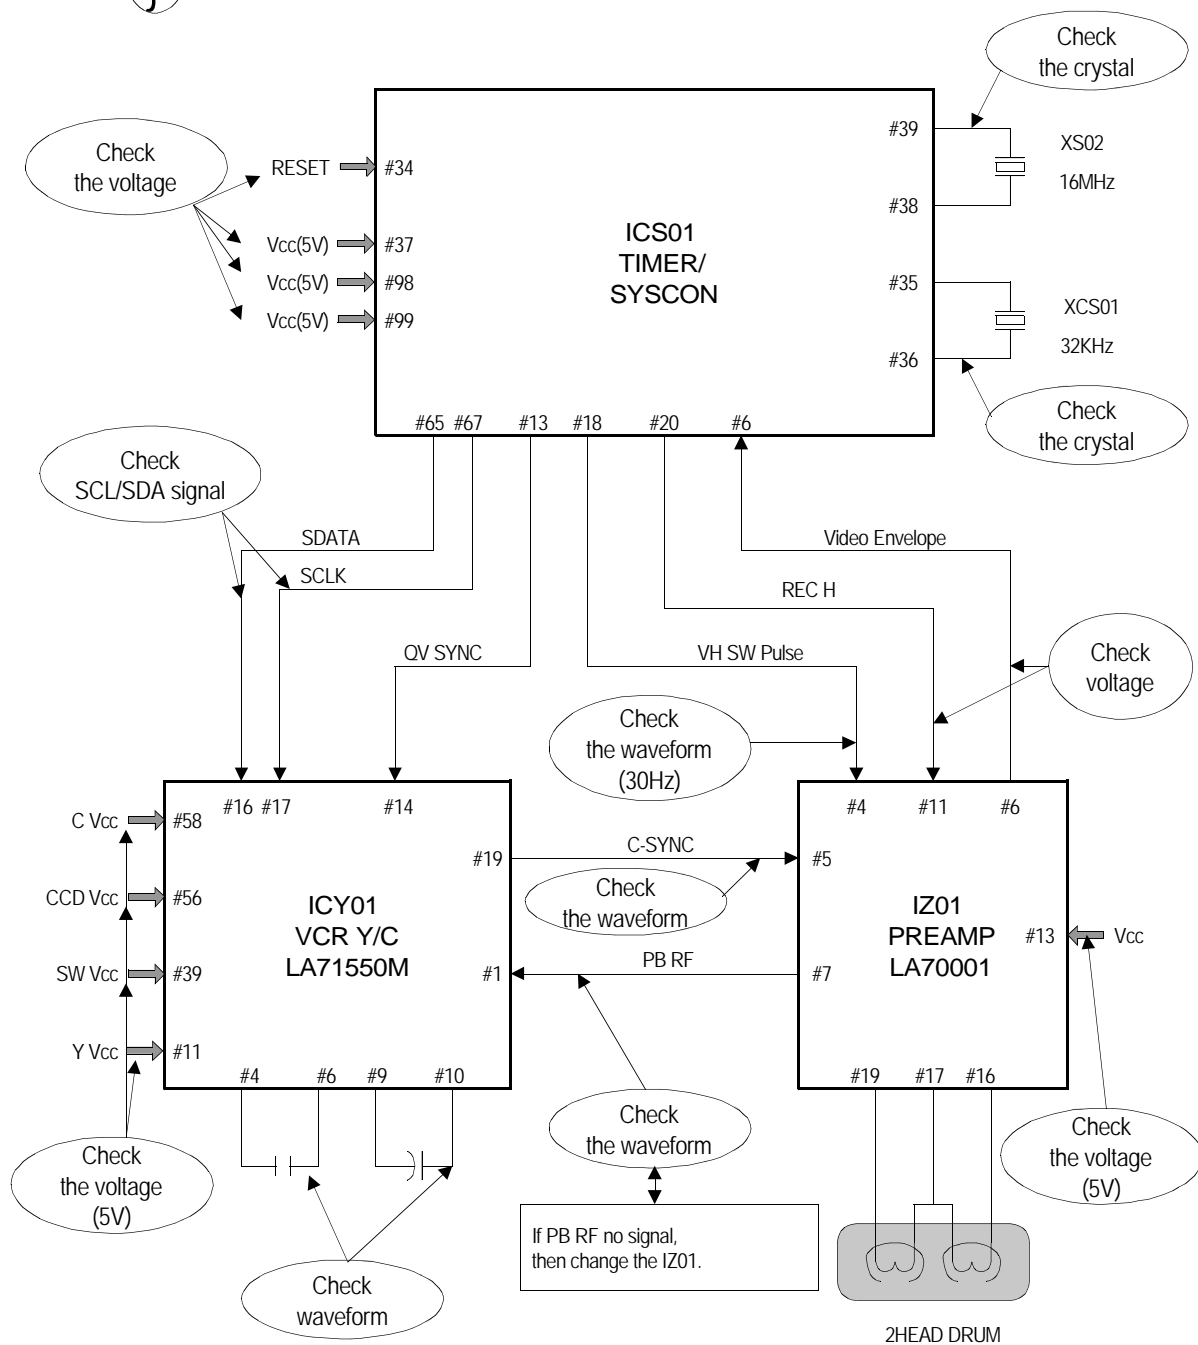 Check
the crystal
#39
XS02
16MHz
#38
Check
the voltage
RESET
#34
Vcc(5V)
#37
Vcc(5V)
#98
Vcc(5V)
#99
ICS01
TIMER/
SYSCON
#35
XCS01
32KHz
#36
Check
the crystal
#65
#67
#13
#18
#20
#6
Check
SCL/SDA signal
SDATA
SCLK
QV SYNC
VH SW Pulse
REC H
Video Envelope
Check
voltage
Check
the waveform
(30Hz)
#16
#17
#14
#4
#11
#6
C Vcc
#58
CCD Vcc
#56
SW Vcc
#39
Y Vcc
#11
ICY01
VCR Y/C
LA71550M
#19
C-SYNC
#5
Check
the waveform
#1
PB RF
#7
IZ01
PREAMP
LA70001
#13
Vcc
#4
#6
#9
#10
#19
#17
#16
Check
the voltage
(5V)
Check
the waveform
Check
the voltage
(5V)
If PB RF no signal,
then change the IZ01.
Check
waveform
2HEAD DRUM